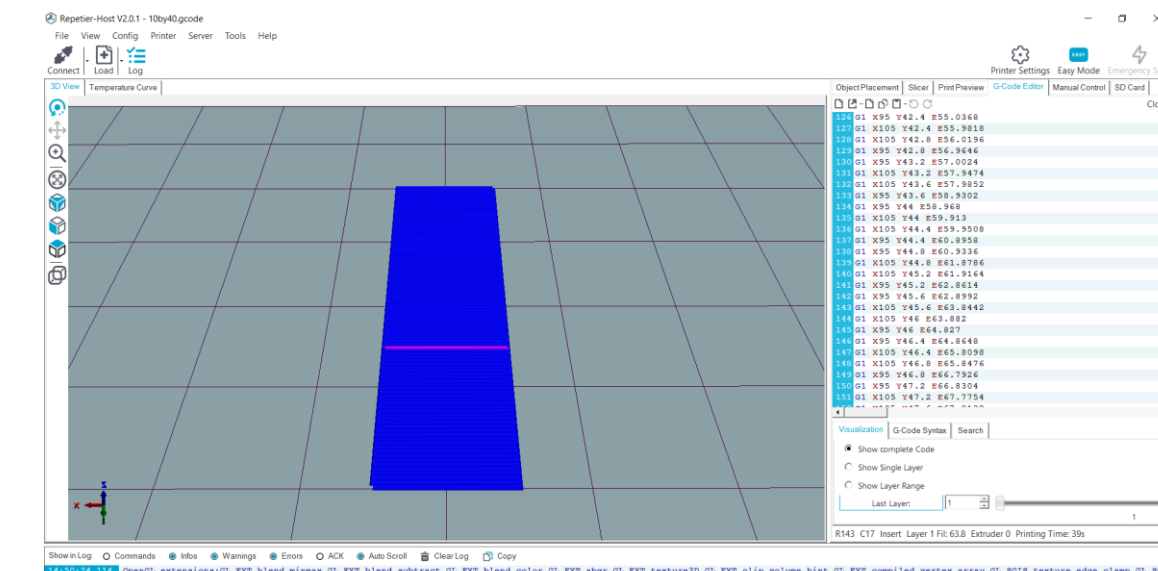 Repetier-Host V2.0.1 - 10by40.gcode
File View Config Printer Server Tools Help
Connect Load Log Printer Settings Easy Mode Emergency S
EASY
3D View Temperature Curve
Object Placement Slicer Print Preview G-Code Editor Manual Control SD Card
Clo
126 G1 X95 Y42.4 E55.0368
127 G1 X105 Y42.4 E55.9818
128 G1 X105 Y42.8 E56.0196
129 G1 X95 Y42.8 E56.9646
130 G1 X95 Y43.2 E57.0024
131 G1 X105 Y43.2 E57.9474
132 G1 X105 Y43.6 E57.9852
133 G1 X95 Y43.6 E58.9302
134 G1 X95 Y44 E58.968
135 G1 X105 Y44 E59.913
136 G1 X105 Y44.4 E59.9508
137 G1 X95 Y44.4 E60.8958
138 G1 X95 Y44.8 E60.9336
139 G1 X105 Y44.8 E61.8786
140 G1 X105 Y45.2 E61.9164
141 G1 X95 Y45.2 E62.8614
142 G1 X95 Y45.6 E62.8992
143 G1 X105 Y45.6 E63.8442
144 G1 X105 Y46 E63.882
145 G1 X95 Y46 E64.827
146 G1 X95 Y46.4 E64.8648
147 G1 X105 Y46.4 E65.8098
148 G1 X105 Y46.8 E65.8476
149 G1 X95 Y46.8 E66.7926
150 G1 X95 Y47.2 E66.8304
151 G1 X105 Y47.2 E67.7754
Visualization G-Code Syntax Search
Show complete Code
Show Single Layer
Show Layer Range
Last Layer: 1
1
R143 C17 Insert Layer 1 Fil: 63.8 Extruder 0 Printing Time: 39s
z
x
Show in Log: Commands Infos Warnings Errors ACK Auto Scroll Clear Log Copy
OpenGL extensions:GL_EXT_blend_minmax GL_EXT_blend_subtract GL_EXT_blend_color GL_EXT_abgr GL_EXT_texture3D GL_EXT_clip_volume_hint GL_EXT_compiled_vertex_array GL_SGIS_texture_edge_clamp